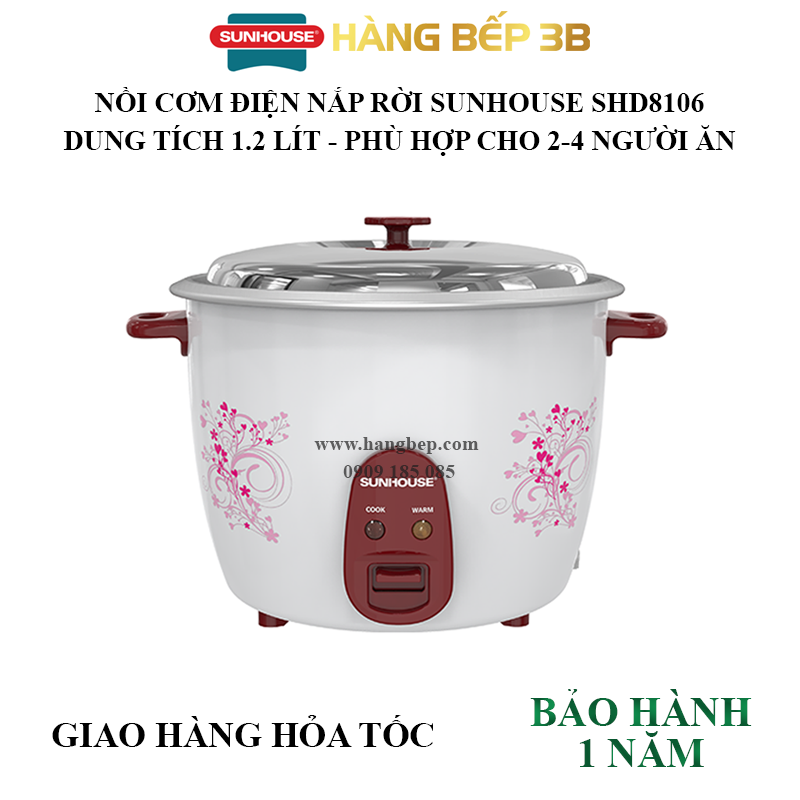 SUNHOUSE® HÀNG BẾP 3B
NỒI CƠM ĐIỆN NẮP RỜI SUNHOUSE SHD8106
DUNG TÍCH 1.2 LÍT - PHÙ HỢP CHO 2-4 NGƯỜI ĂN
www.hangbep.com
0909 185 085
SUNHOUSE®
COOK WARM
GIAO HÀNG HỎA TỐC
BẢO HÀNH
1 NĂM